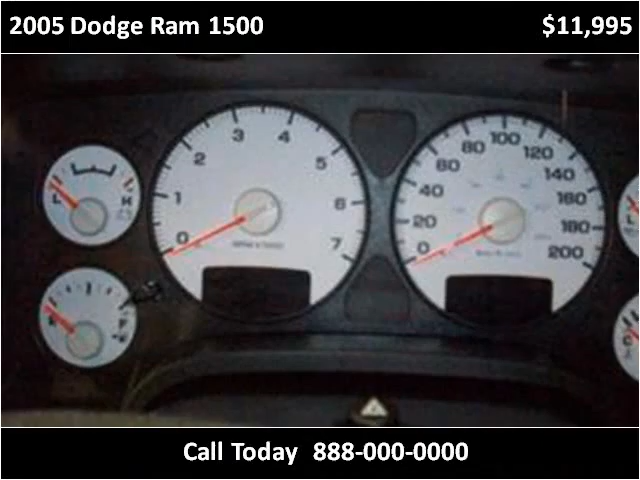 2005 Dodge Ram 1500 $11,995
0 1 2 3 4 5 6 7
0 20 40 60 80 100 120 140 160 180 200
L H
Call Today 888-000-0000